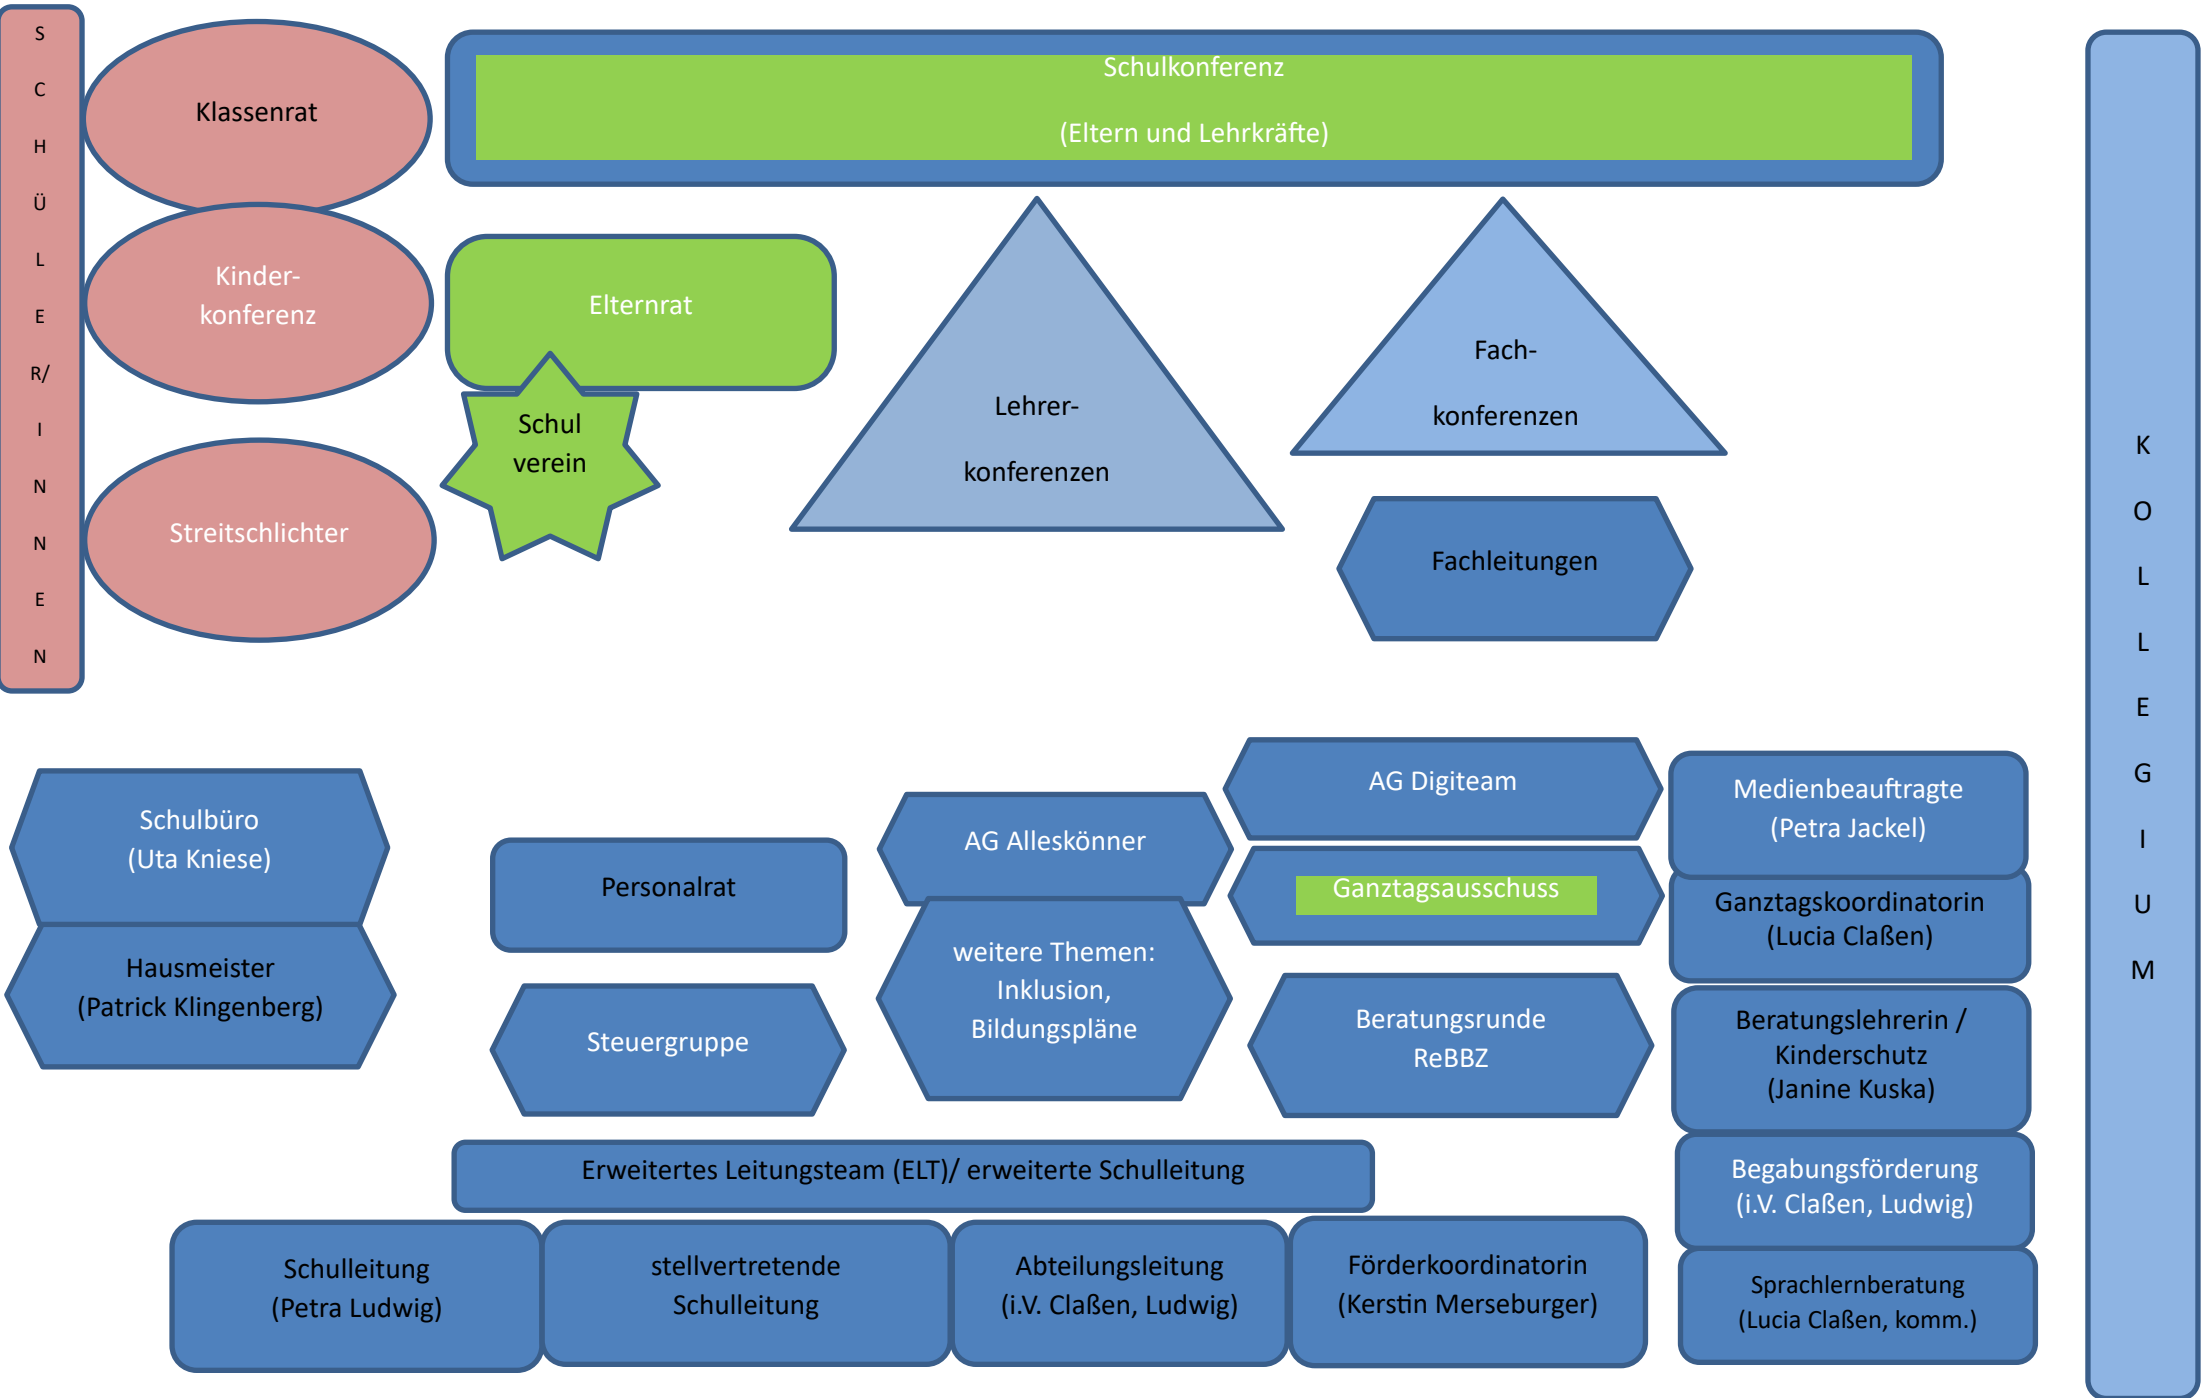 S
C
H
Ü
L
E
R/
I
N
N
E
N
Klassenrat
Kinder-
konferenz
Streitschlichter
Schulkonferenz
(Eltern und Lehrkräfte)
Elternrat
Schul
verein
Lehrer-
konferenzen
Fach-
konferenzen
Fachleitungen
K
O
L
L
E
G
I
U
M
Schulbüro
(Uta Kniese)
Hausmeister
(Patrick Klingenberg)
Personalrat
Steuergruppe
AG Alleskönner
weitere Themen:
Inklusion,
Bildungspläne
AG Digiteam
Ganztagsausschuss
Beratungsrunde
ReBBZ
Medienbeauftragte
(Petra Jackel)
Ganztagskoordinatorin
(Lucia Claßen)
Beratungslehrerin /
Kinderschutz
(Janine Kuska)
Begabungsförderung
(i.V. Claßen, Ludwig)
Sprachlernberatung
(Lucia Claßen, komm.)
Erweitertes Leitungsteam (ELT)/ erweiterte Schulleitung
Schulleitung
(Petra Ludwig)
stellvertretende
Schulleitung
Abteilungsleitung
(i.V. Claßen, Ludwig)
Förderkoordinatorin
(Kerstin Merseburger)